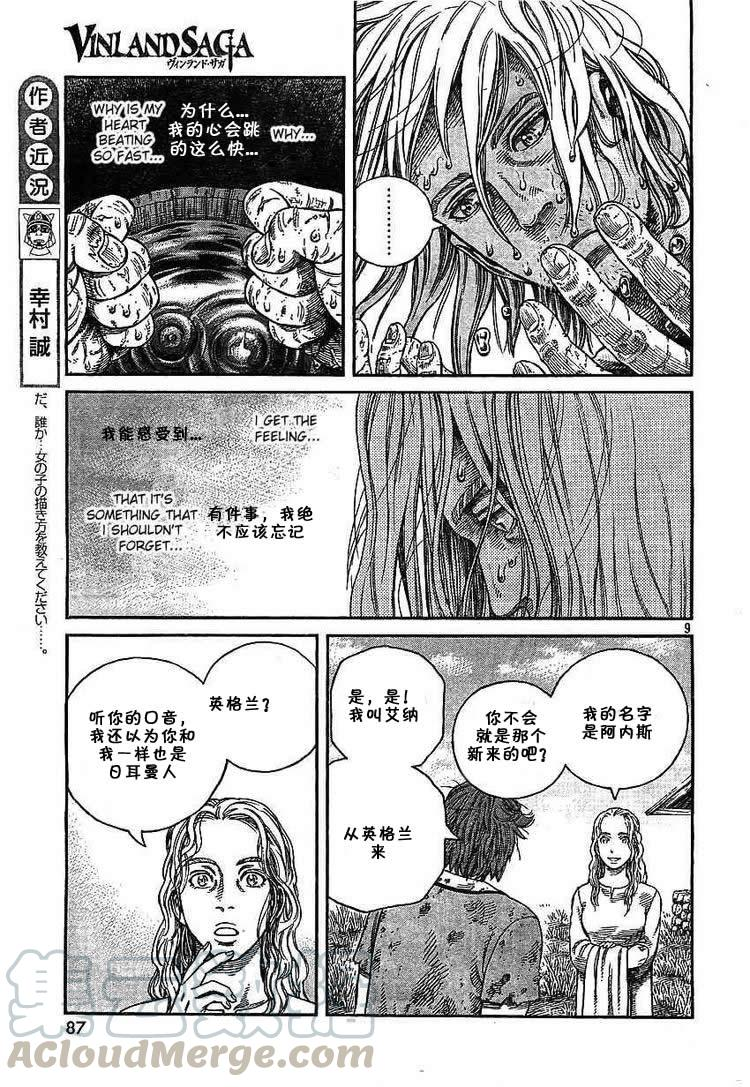 VINLAND SAGA
ヴィンランド・サガ
作者近況
幸村誠
だ、誰か…女の子の描き方を教えてください……。
………
WHY...
为什么...
我的心会跳
的这么快...
WHY IS MY
HEART
BEATING
SO FAST...
I GET THE
FEELING...
我能感受到...
THAT IT'S
SOMETHING THAT
I SHOULDN'T
FORGET...
有件事，我绝
不应该忘记
9
我的名字
是阿内斯
你不会
就是那个
新来的吧？
是，是！
我叫艾纳
从英格兰
来
英格兰？
听你的口音，
我还以为你和
我一样也是
日耳曼人
87
集云数据
ACloudMerge.com